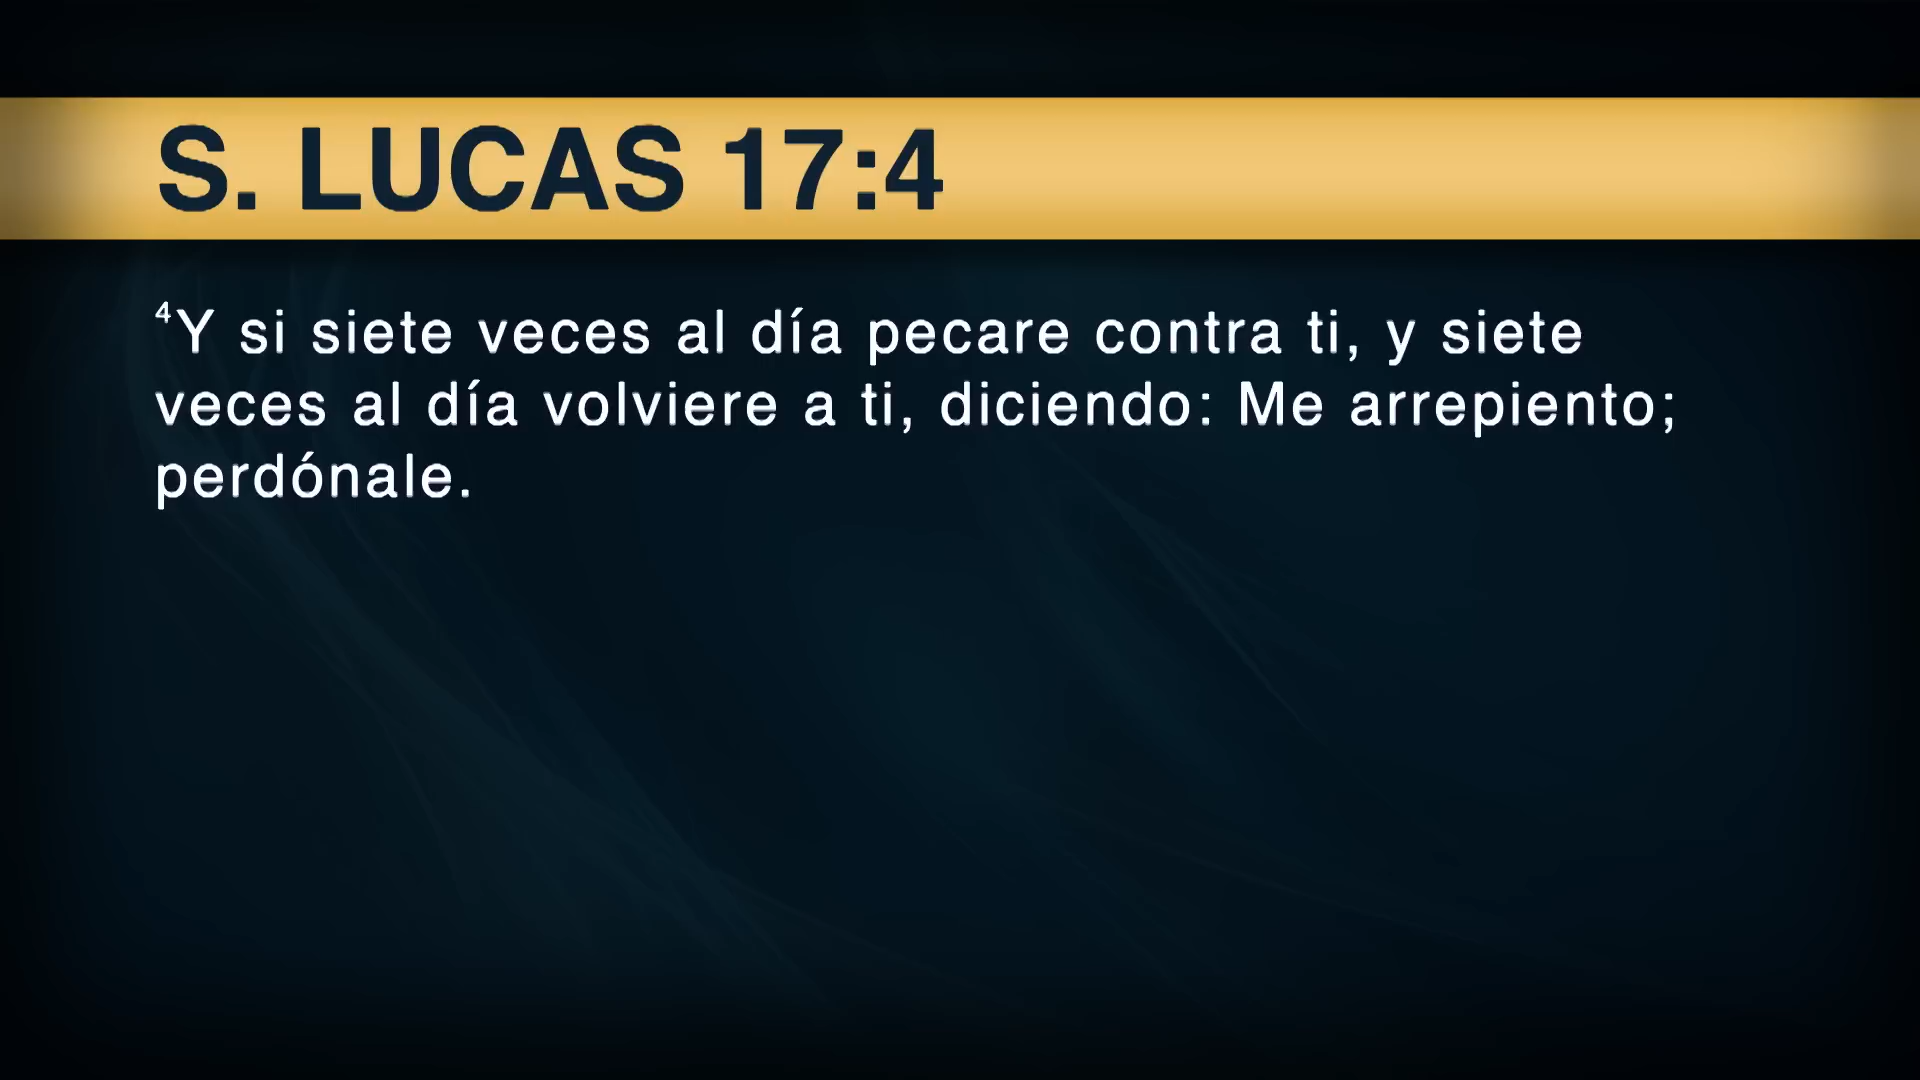 S. LUCAS 17:4
⁴Y si siete veces al día pecare contra ti, y siete
veces al día volviere a ti, diciendo: Me arrepiento;
perdónale.